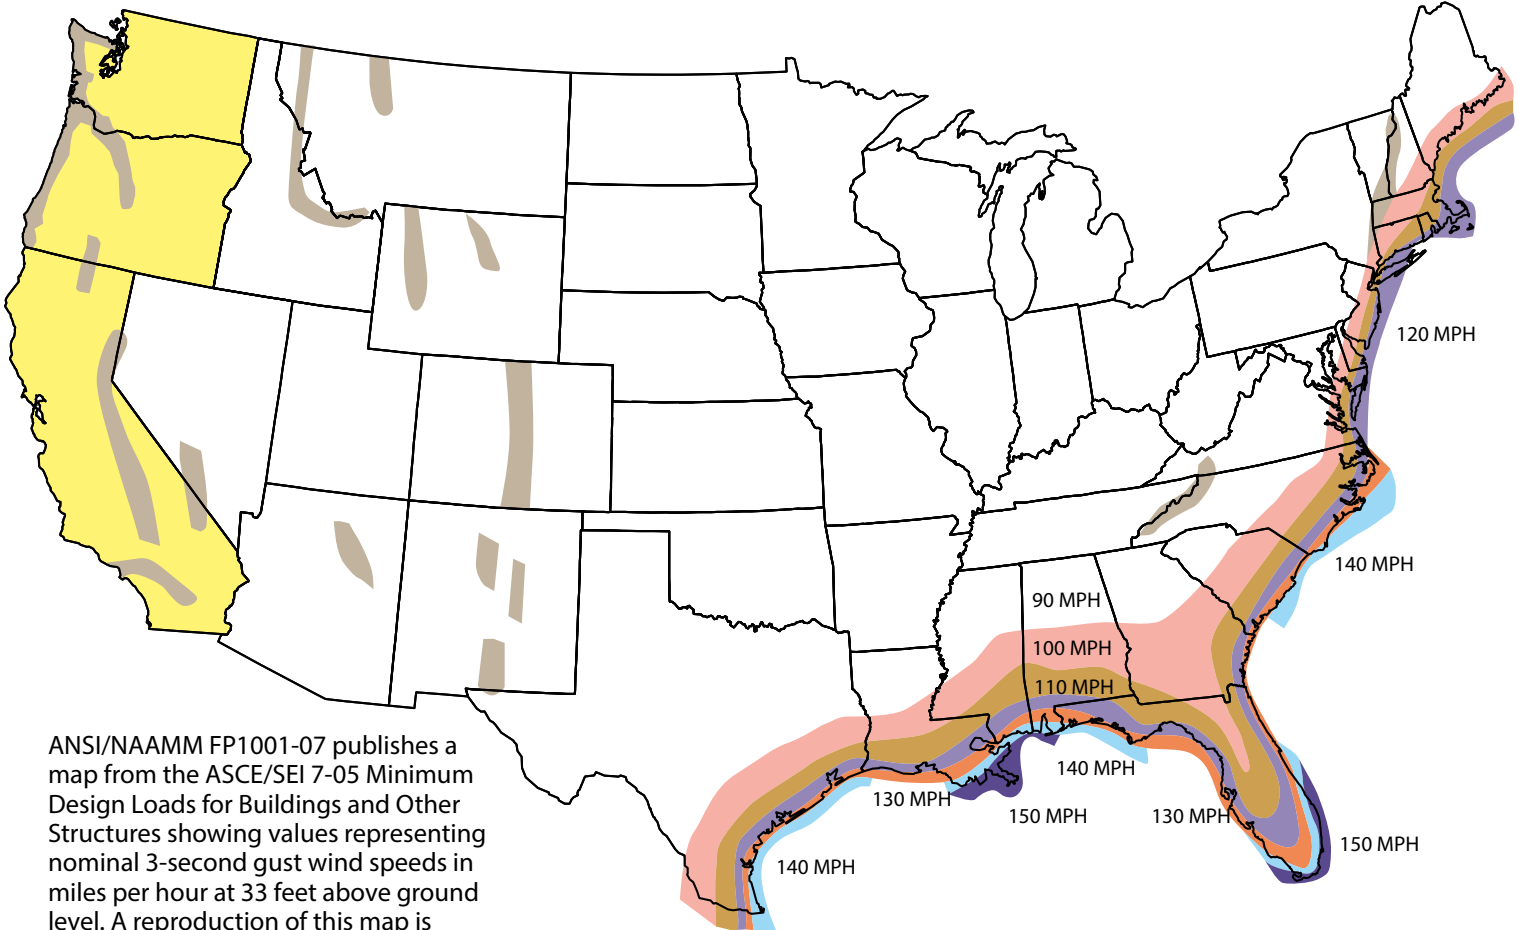 120 MPH
140 MPH
90 MPH
100 MPH
110 MPH
ANSI/NAAMM FP1001-07 publishes a
map from the ASCE/SEI 7-05 Minimum
Design Loads for Buildings and Other
Structures showing values representing
nominal 3-second gust wind speeds in
miles per hour at 33 feet above ground
level. A reproduction of this map is
140 MPH
130 MPH
150 MPH
130 MPH
150 MPH
140 MPH